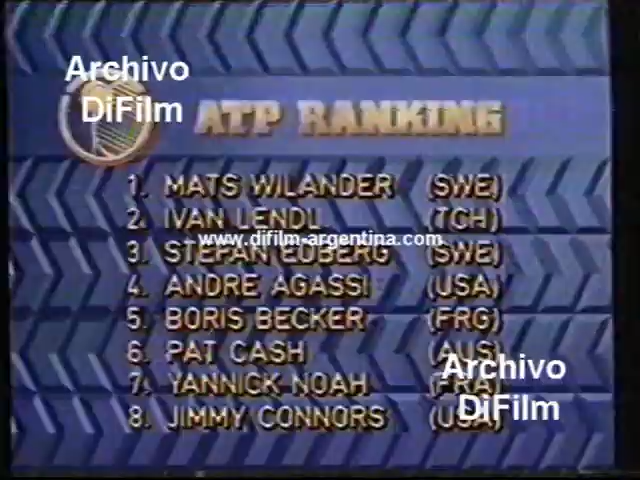 Archivo
DiFilm
ATP RANKING
1. MATS WILANDER (SWE)
2. IVAN LENDL (TCH)
www.difilm-argentina.com
3. STEFAN EDBERG (SWE)
4. ANDRE AGASSI (USA)
5. BORIS BECKER (FRG)
6. PAT CASH (AUS)
Archivo
7. YANNICK NOAH (FRA)
DiFilm
8. JIMMY CONNORS (USA)